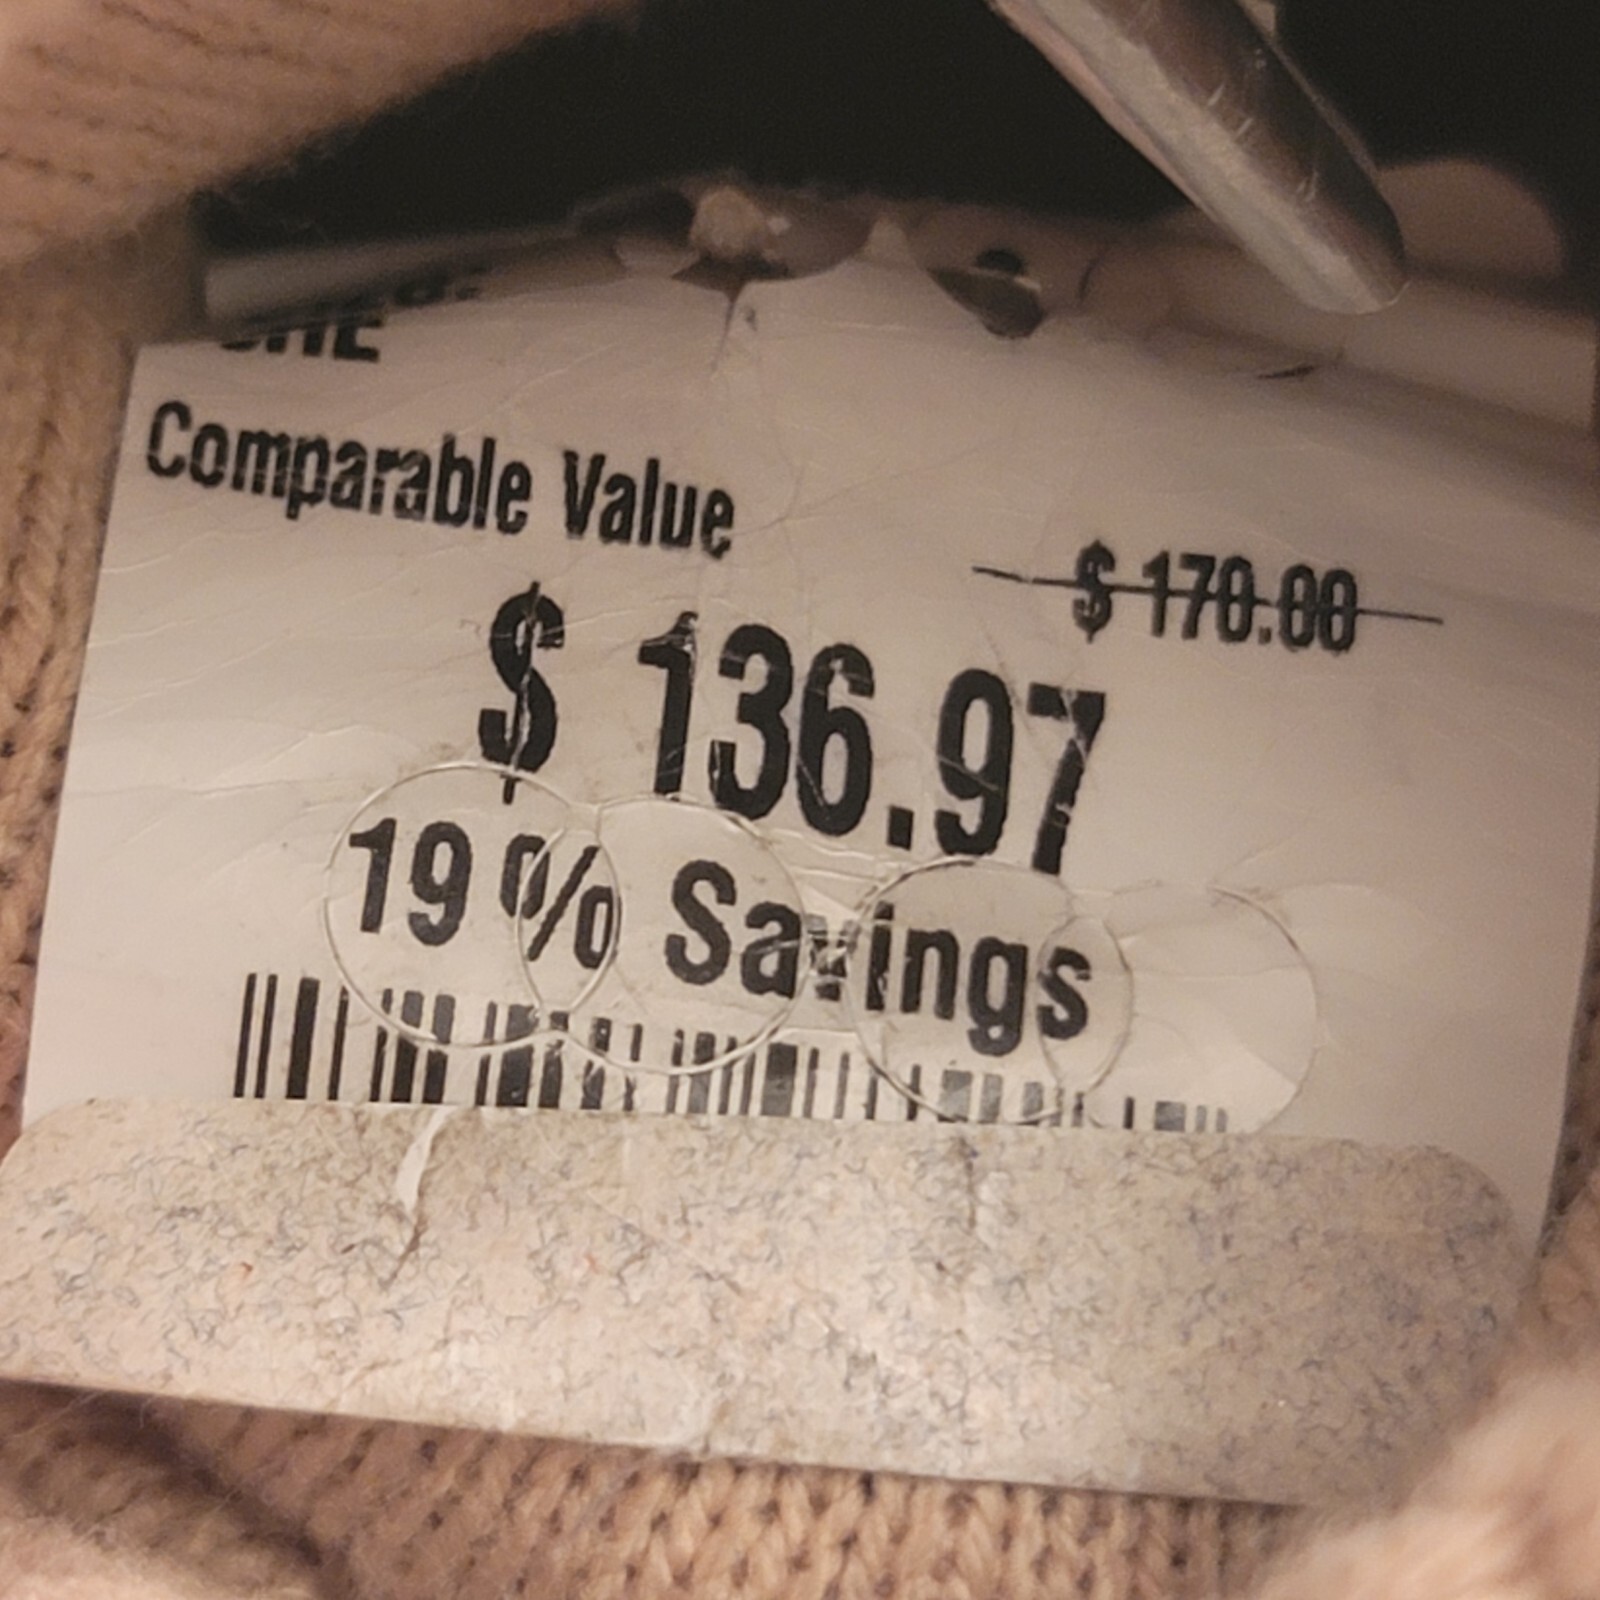 Comparable Value
$ 170.00
$ 136.97
19 % Savings